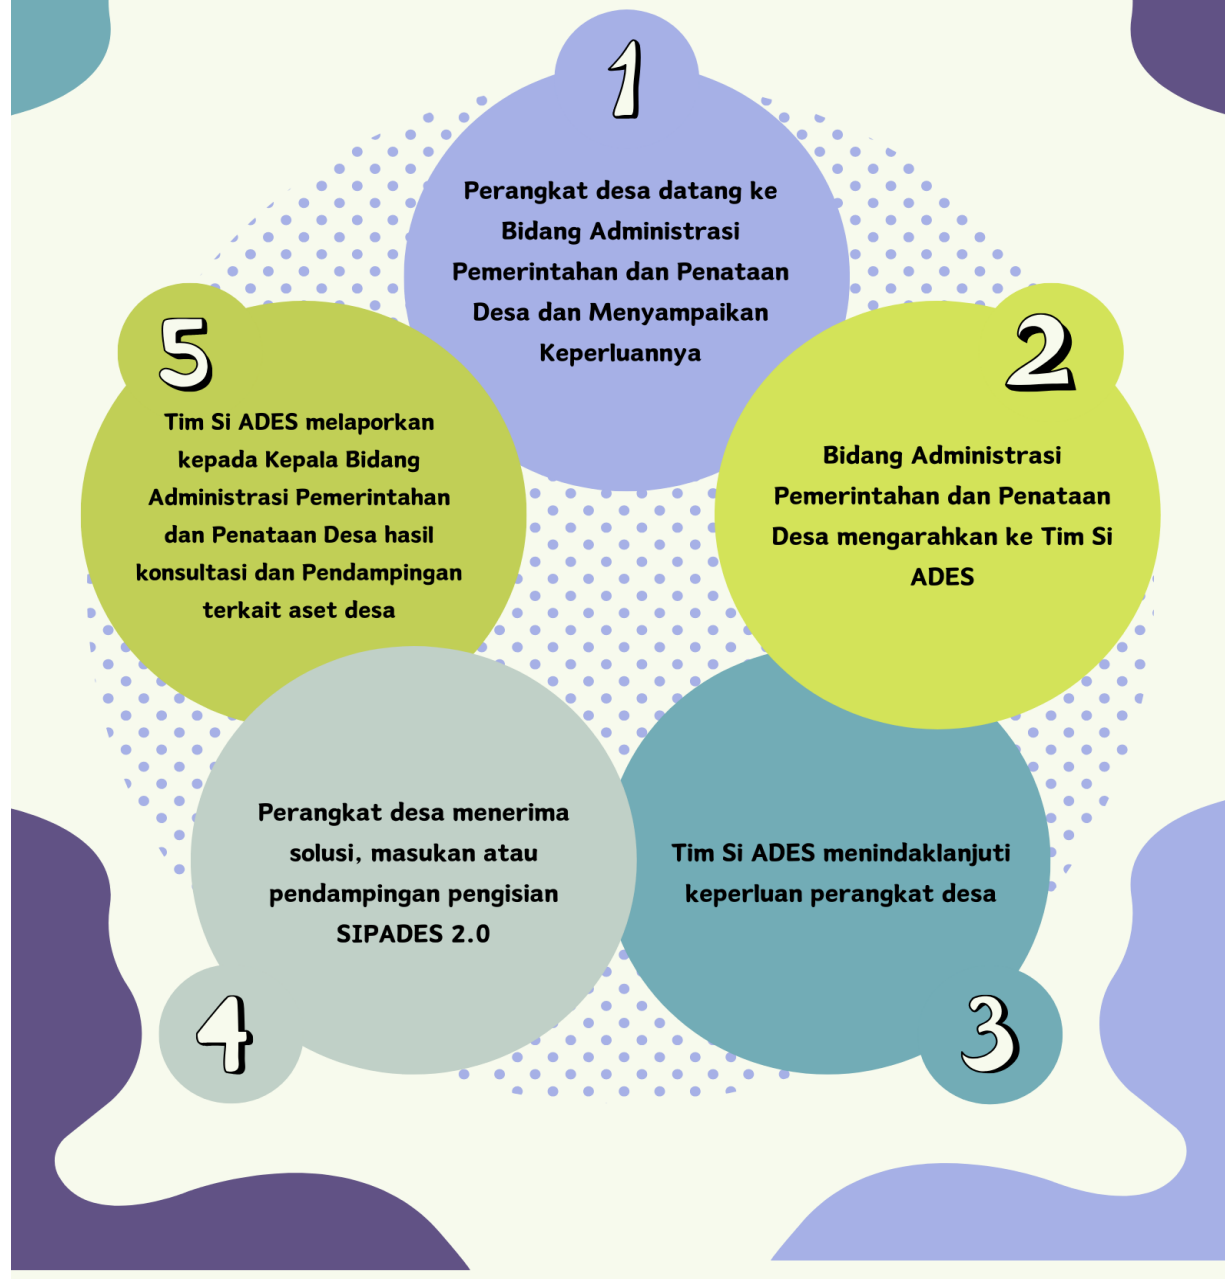 1
Perangkat desa datang ke
Bidang Administrasi
Pemerintahan dan Penataan
Desa dan Menyampaikan
Keperluannya
2
Bidang Administrasi
Pemerintahan dan Penataan
Desa mengarahkan ke Tim Si
ADES
3
Tim Si ADES menindaklanjuti
keperluan perangkat desa
4
Perangkat desa menerima
solusi, masukan atau
pendampingan pengisian
SIPADES 2.0
5
Tim Si ADES melaporkan
kepada Kepala Bidang
Administrasi Pemerintahan
dan Penataan Desa hasil
konsultasi dan Pendampingan
terkait aset desa